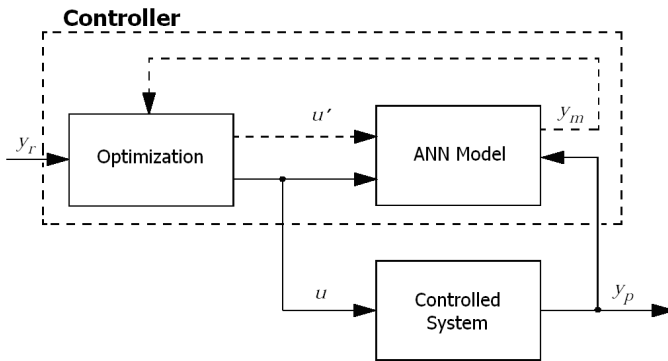 Controller
u'
y_m
y_r
Optimization
ANN Model
u
Controlled
System
y_p